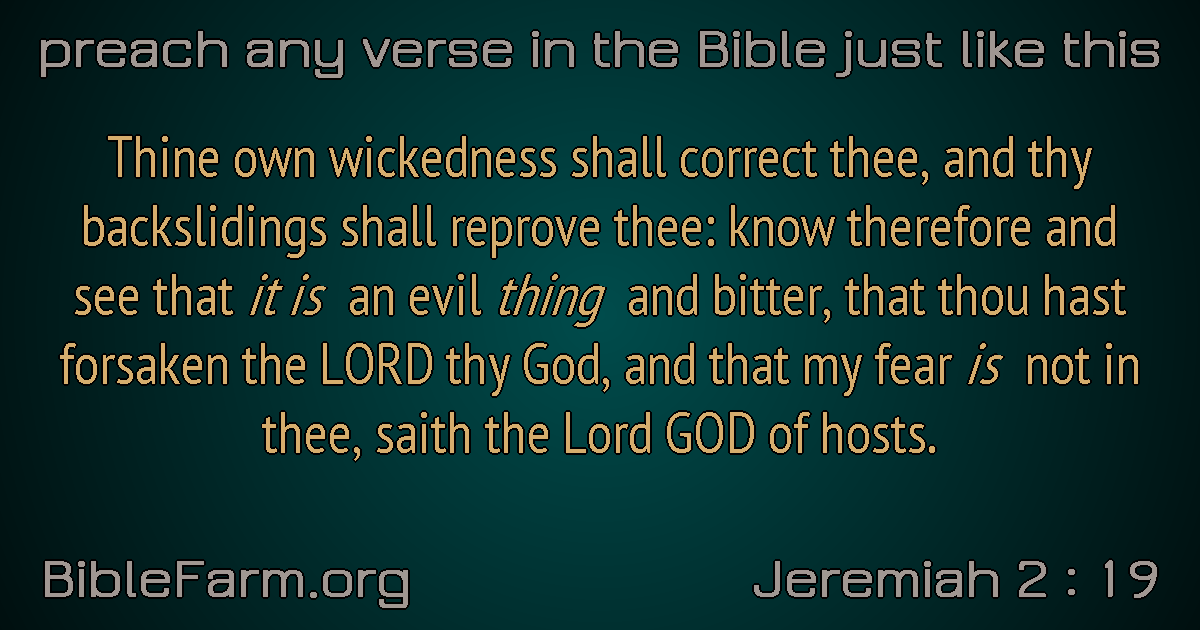 preach any verse in the Bible just like this
Thine own wickedness shall correct thee, and thy
backslidings shall reprove thee: know therefore and
see that it is an evil thing and bitter, that thou hast
forsaken the LORD thy God, and that my fear is not in
thee, saith the Lord GOD of hosts.
BibleFarm.org
Jeremiah 2 : 19